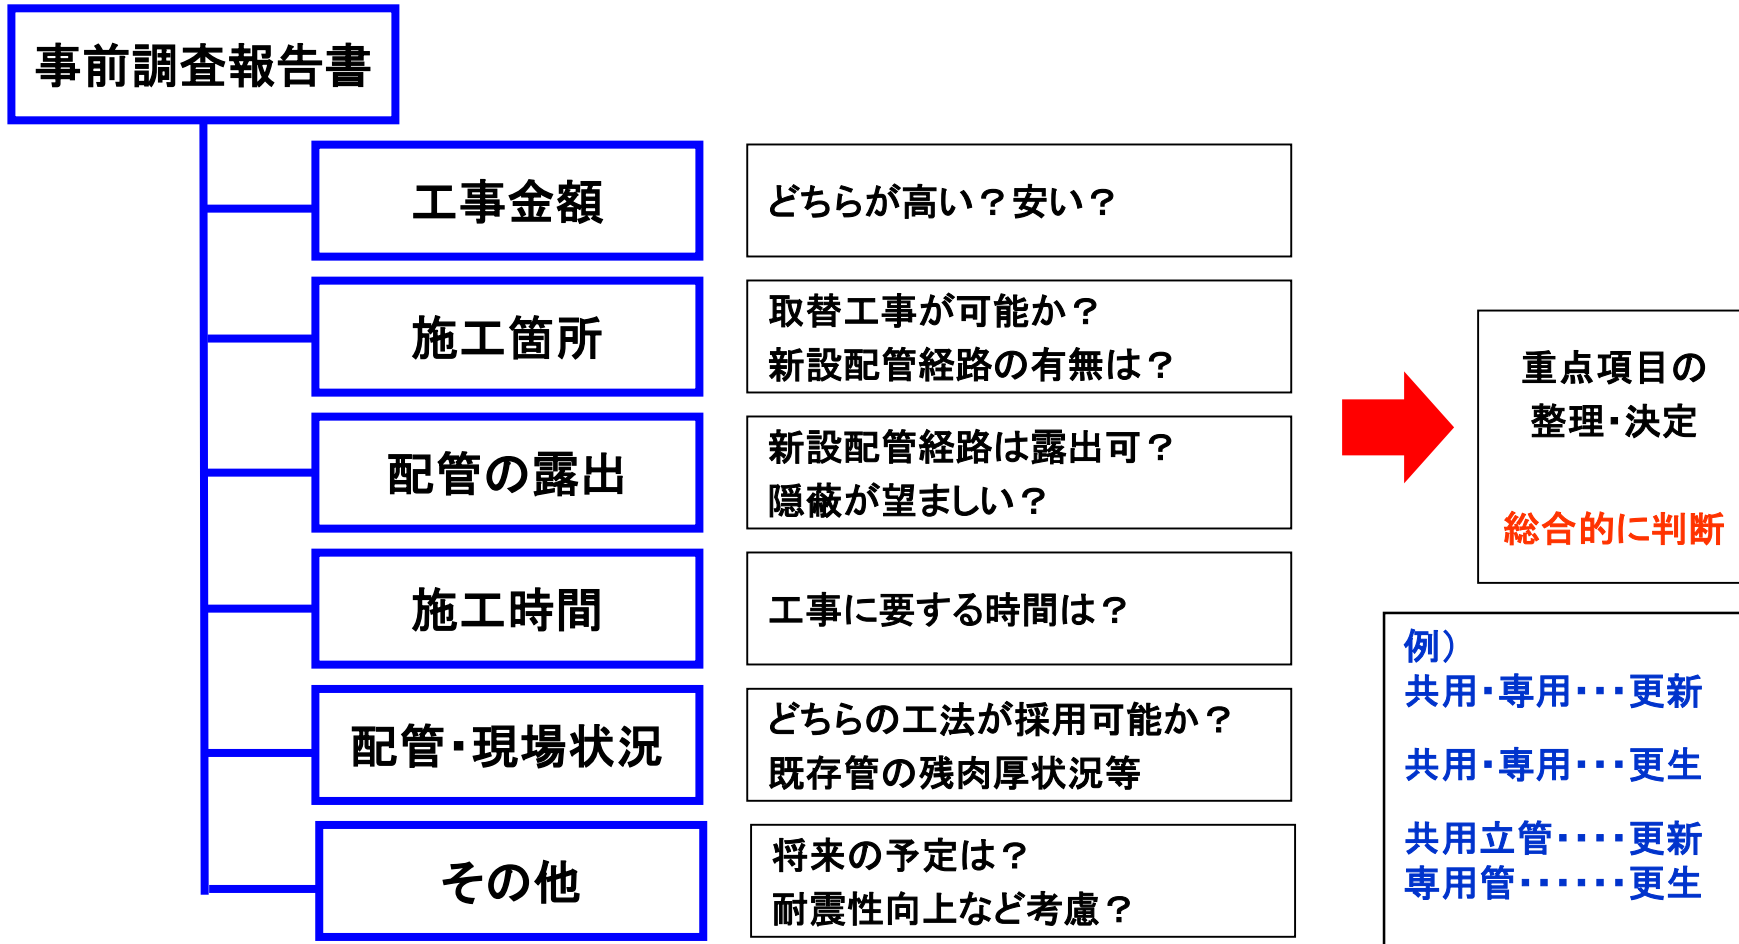 事前調査報告書
工事金額
どちらが高い？安い？
施工箇所
取替工事が可能か？
新設配管経路の有無は？
配管の露出
新設配管経路は露出可？
隠蔽が望ましい？
施工時間
工事に要する時間は？
配管・現場状況
どちらの工法が採用可能か？
既存管の残肉厚状況等
その他
将来の予定は？
耐震性向上など考慮？
重点項目の
整理・決定
総合的に判断
例）
共用・専用・・・更新
共用・専用・・・更生
共用立管・・・・更新
専用管・・・・・・更生